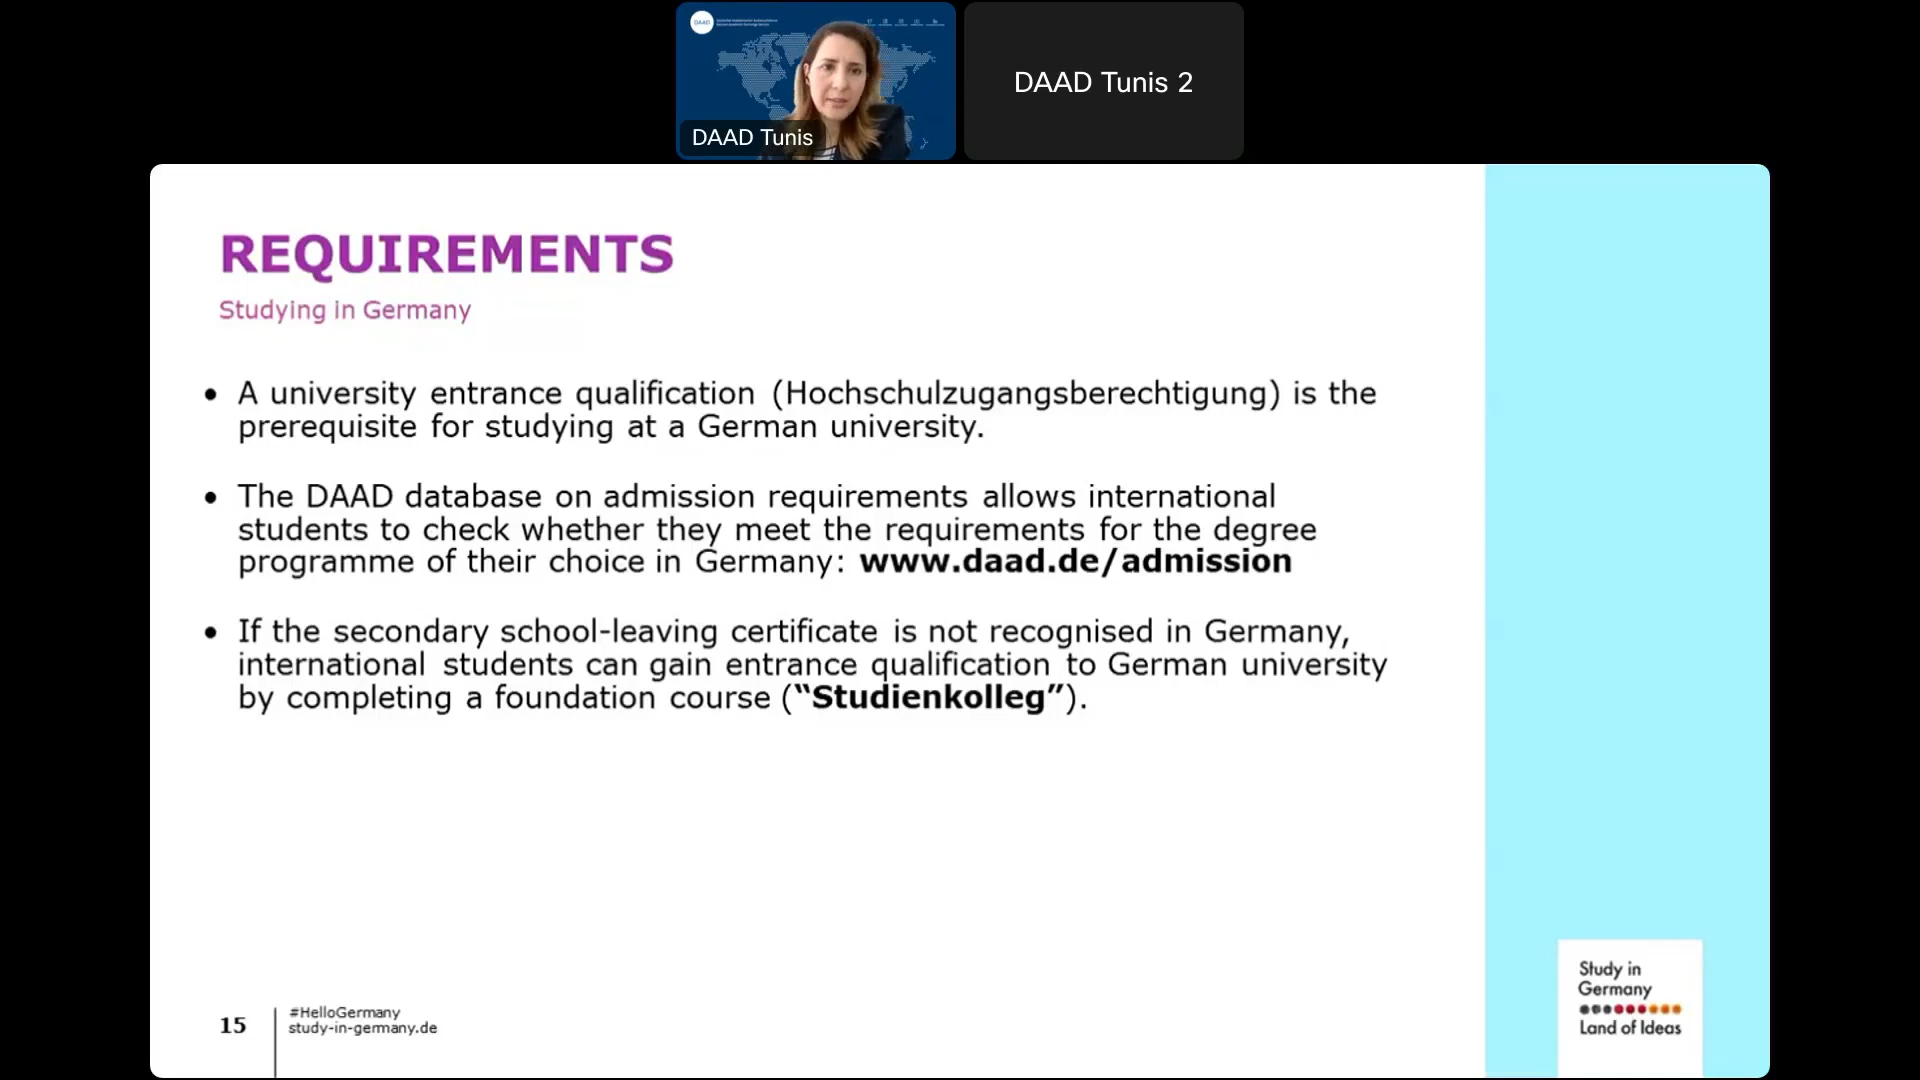 DAAD
DAAD Tunis
DAAD Tunis 2
REQUIREMENTS
Studying in Germany
• A university entrance qualification (Hochschulzugangsberechtigung) is the
prerequisite for studying at a German university.
• The DAAD database on admission requirements allows international
students to check whether they meet the requirements for the degree
programme of their choice in Germany: www.daad.de/admission
• If the secondary school-leaving certificate is not recognised in Germany,
international students can gain entrance qualification to German university
by completing a foundation course (“Studienkolleg”).
15
#HelloGermany
study-in-germany.de
Study in
Germany
Land of Ideas